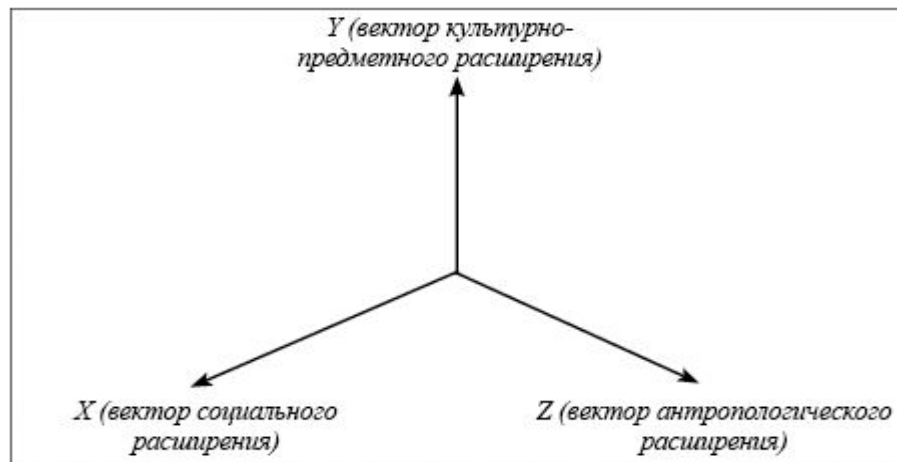 Y (вектор культурно-
предметного расширения)
X (вектор социального
расширения)
Z (вектор антропологического
расширения)